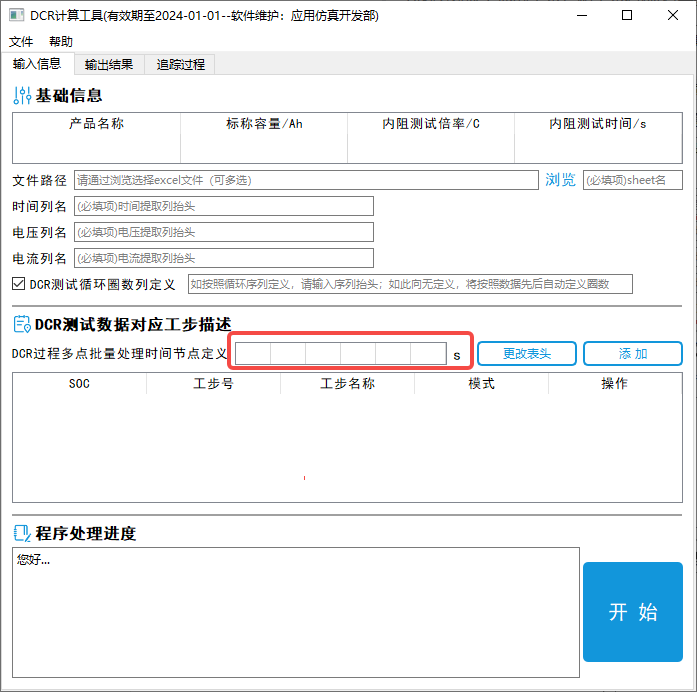 DCR计算工具(有效期至2024-01-01--软件维护：应用仿真开发部)
文件 帮助
输入信息 输出结果 追踪过程
基础信息
产品名称 标称容量/Ah 内阻测试倍率/C 内阻测试时间/s
文件路径 请通过浏览选择excel文件（可多选） 浏览 (必填项)sheet名
时间列名 (必填项)时间提取列抬头
电压列名 (必填项)电压提取列抬头
电流列名 (必填项)电流提取列抬头
DCR测试循环圈数列定义 如按照循环序列定义，请输入序列抬头；如此向无定义，将按照数据先后自动定义圈数
DCR测试数据对应工步描述
DCR过程多点批量处理时间节点定义 s 更改表头 添加
SOC 工步号 工步名称 模式 操作
程序处理进度
您好...
开 始